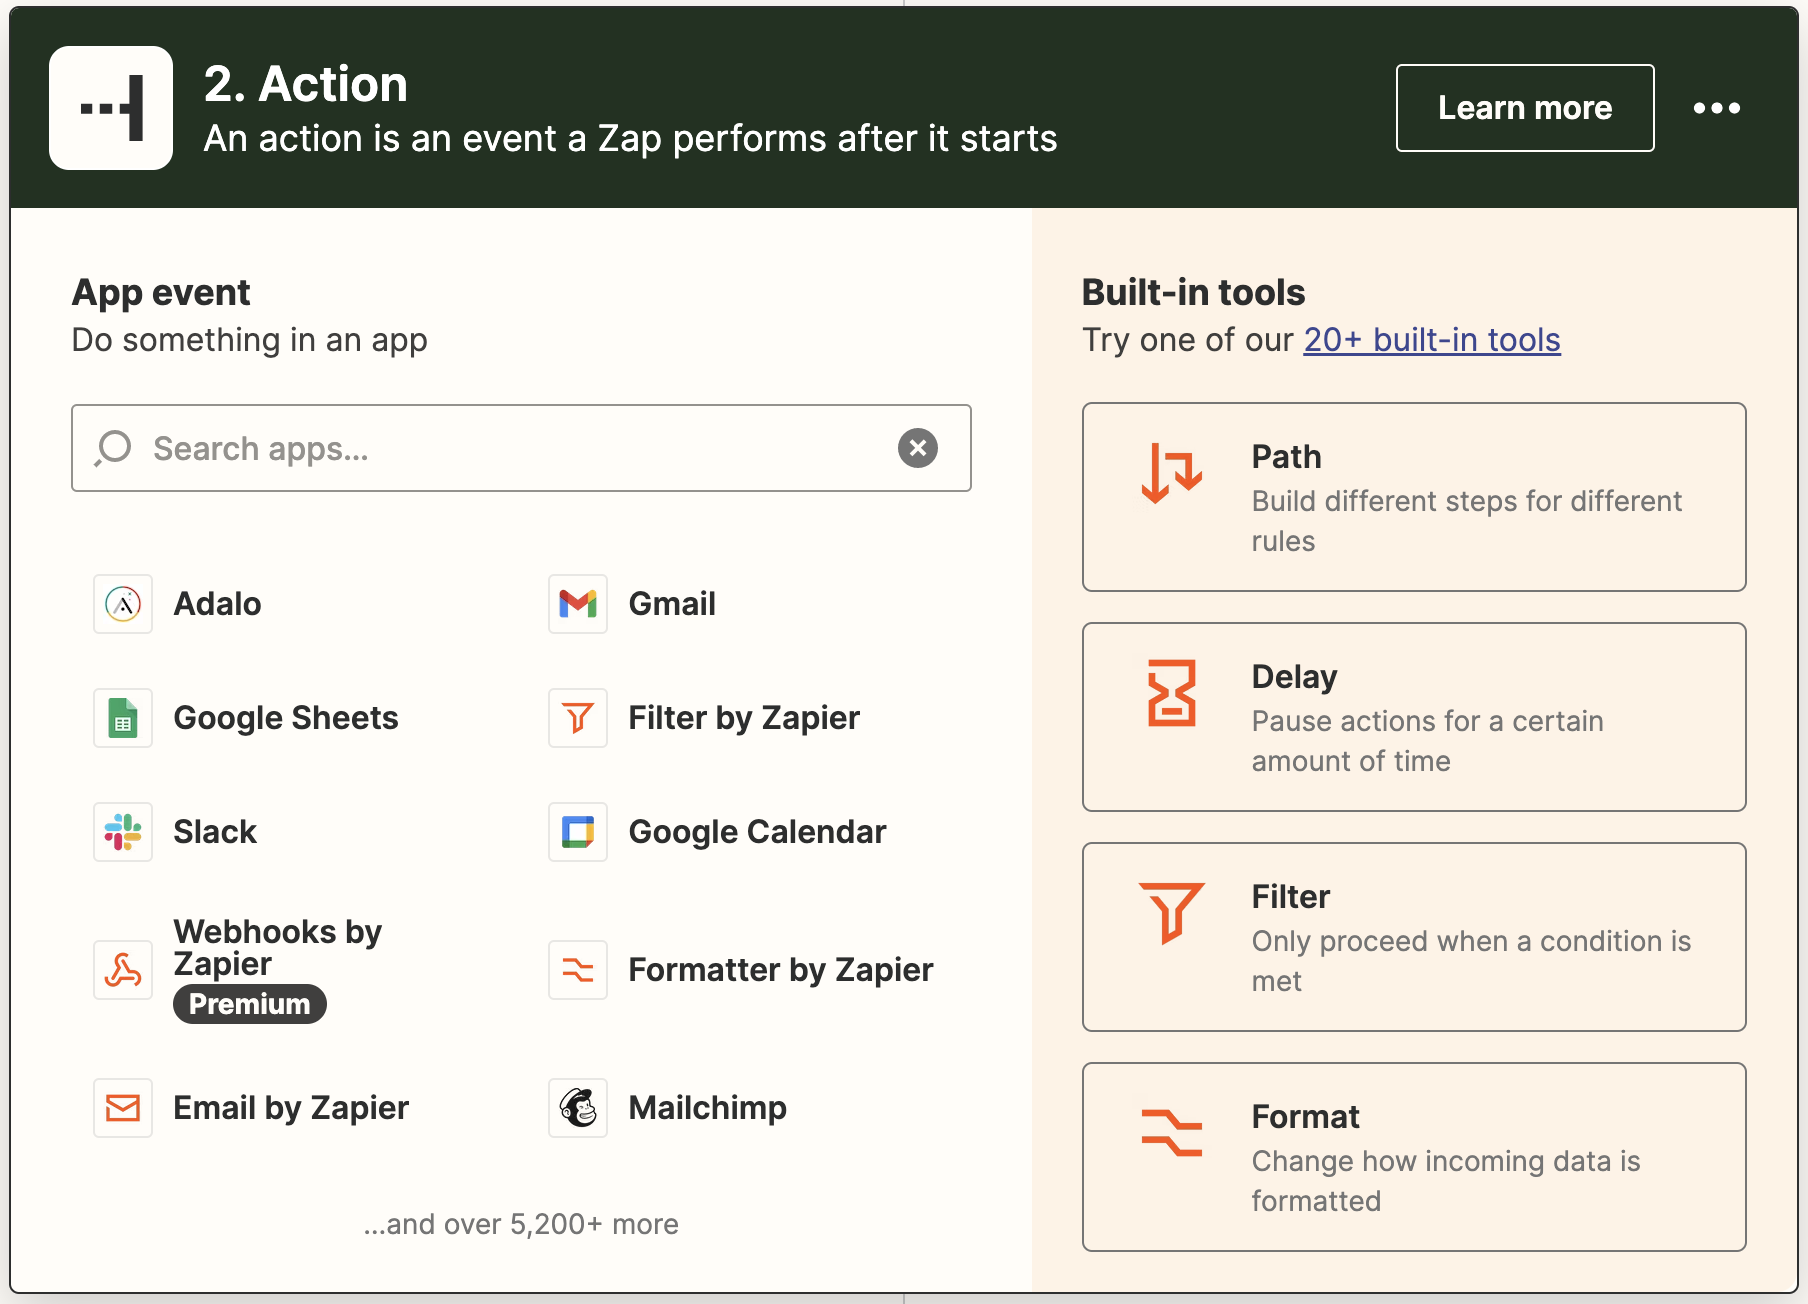 2. Action
An action is an event a Zap performs after it starts
Learn more
App event
Do something in an app
Search apps...
Adalo
Gmail
Google Sheets
Filter by Zapier
Slack
Google Calendar
Webhooks by
Zapier
Premium
Formatter by Zapier
Email by Zapier
Mailchimp
...and over 5,200+ more
Built-in tools
Try one of our 20+ built-in tools
Path
Build different steps for different
rules
Delay
Pause actions for a certain
amount of time
Filter
Only proceed when a condition is
met
Format
Change how incoming data is
formatted